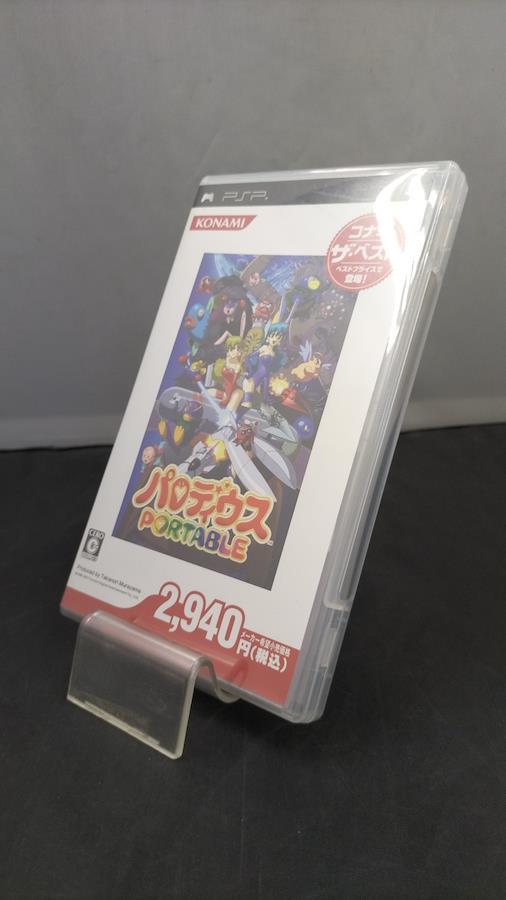 PSP
KONAMI
コナミ
ザ・ベスト
ベストプライスで
登場!
パロディウス
PORTABLE
CERO
Produced by Takanori Murayama
2,940
メーカー希望小売価格
円(税込)